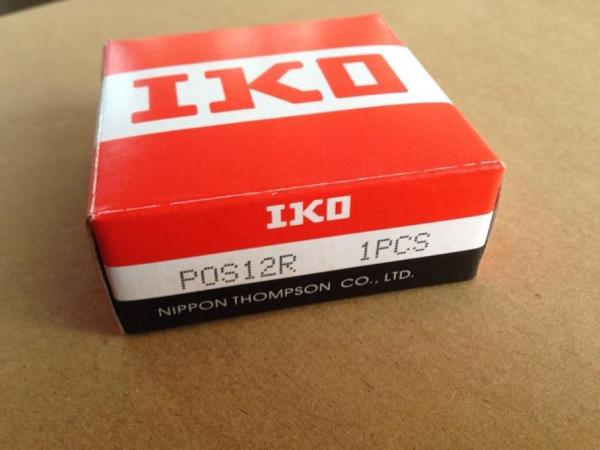 IKO
IKO
POS12R 1PCS
NIPPON THOMPSON CO., LTD.